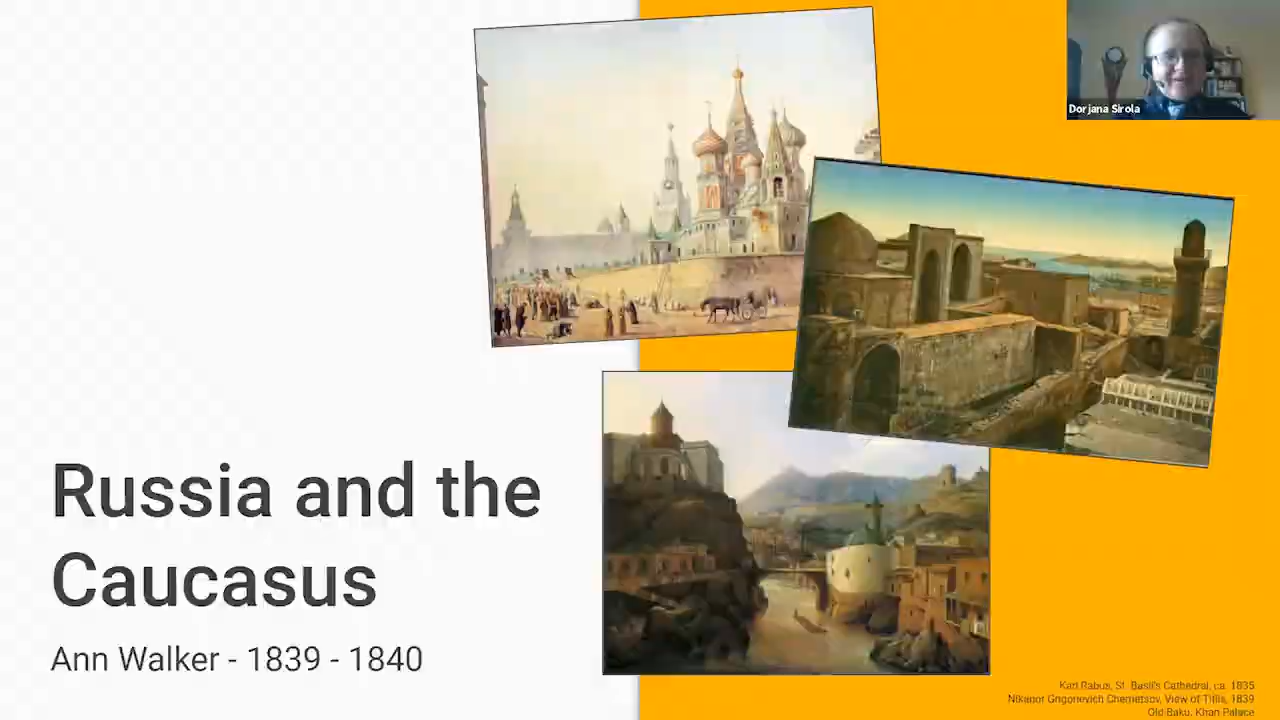 Dorjana Sirola
Russia and the
Caucasus
Ann Walker - 1839 - 1840
Karl Rabus, St. Basil's Cathedral, ca. 1835
Nikanor Grigorievich Chernetsov, View of Tiflis, 1839
Old Baku, Khan Palace